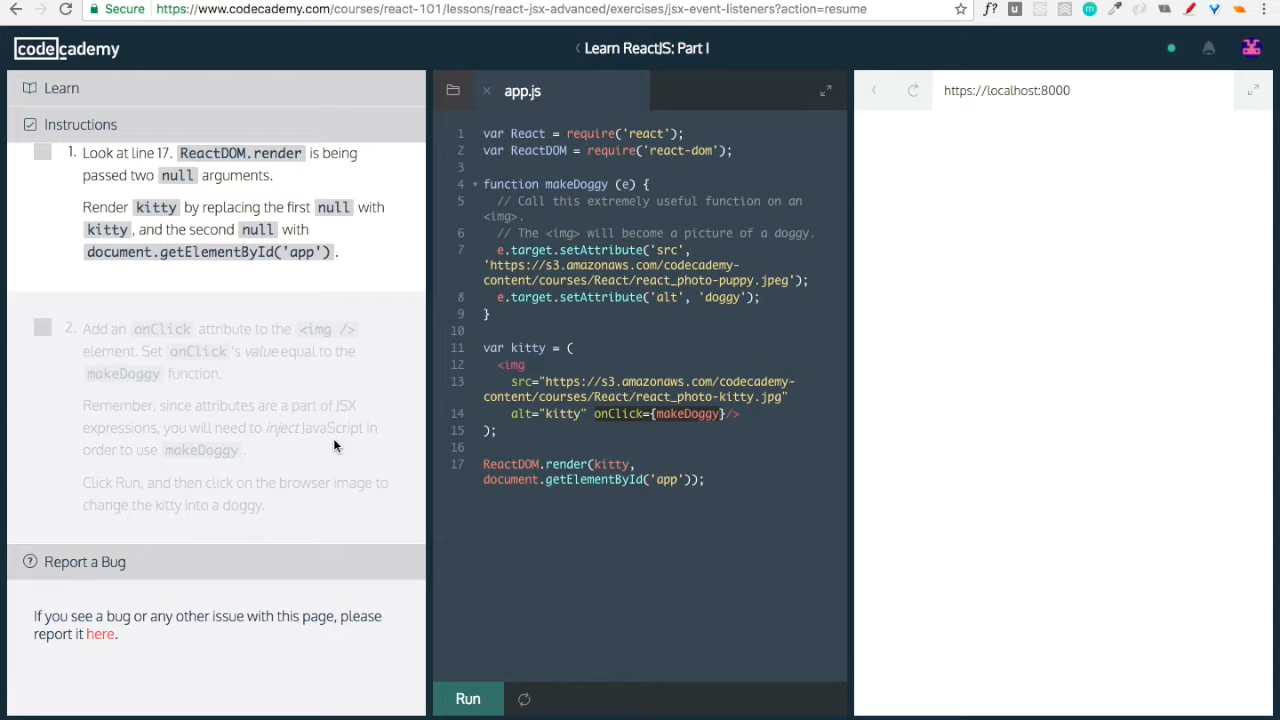 Secure https://www.codecademy.com/courses/react-101/lessons/react-jsx-advanced/exercises/jsx-event-listeners?action=resume
f?
codecademy
Learn ReactJS: Part I
Learn
Instructions
1. Look at line 17. ReactDOM.render is being
passed two null arguments.
Render kitty by replacing the first null with
kitty, and the second null with
document.getElementById('app').
2. Add an onClick attribute to the <img />
element. Set onClick's value equal to the
makeDoggy function.
Remember, since attributes are a part of JSX
expressions, you will need to inject JavaScript in
order to use makeDoggy.
Click Run, and then click on the browser image to
change the kitty into a doggy.
Report a Bug
If you see a bug or any other issue with this page, please
report it here.
app.js
1 var React = require('react');
2 var ReactDOM = require('react-dom');
3
4 function makeDoggy (e) {
5 // Call this extremely useful function on an
<img>.
6 // The <img> will become a picture of a doggy.
7 e.target.setAttribute('src',
'https://s3.amazonaws.com/codecademy-
content/courses/React/react_photo-puppy.jpeg');
8 e.target.setAttribute('alt', 'doggy');
9 }
10
11 var kitty = (
12 <img
13 src="https://s3.amazonaws.com/codecademy-
content/courses/React/react_photo-kitty.jpg"
14 alt="kitty" onClick={makeDoggy}/>
15 );
16
17 ReactDOM.render(kitty,
document.getElementById('app'));
Run
https://localhost:8000